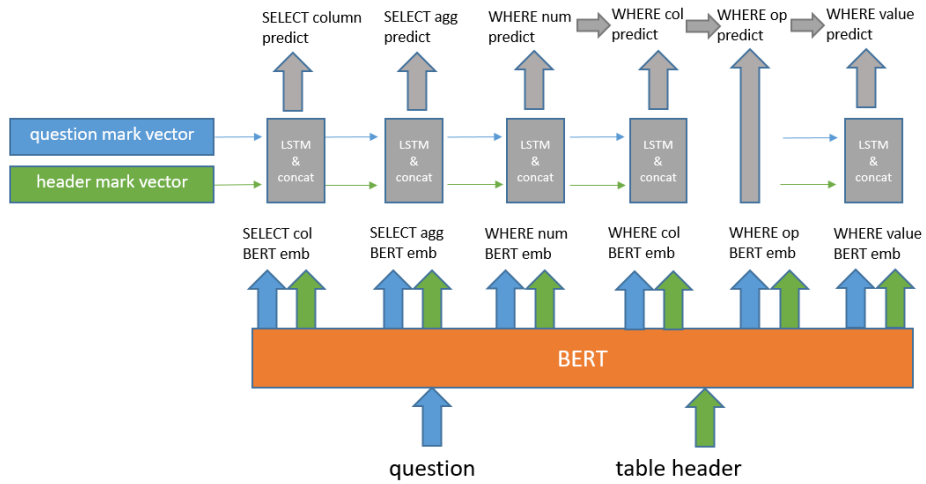 SELECT column
predict
SELECT agg
predict
WHERE num
predict
WHERE col
predict
WHERE op
predict
WHERE value
predict
question mark vector
header mark vector
LSTM
&
concat
LSTM
&
concat
LSTM
&
concat
LSTM
&
concat
LSTM
&
concat
SELECT col
BERT emb
SELECT agg
BERT emb
WHERE num
BERT emb
WHERE col
BERT emb
WHERE op
BERT emb
WHERE value
BERT emb
BERT
question
table header